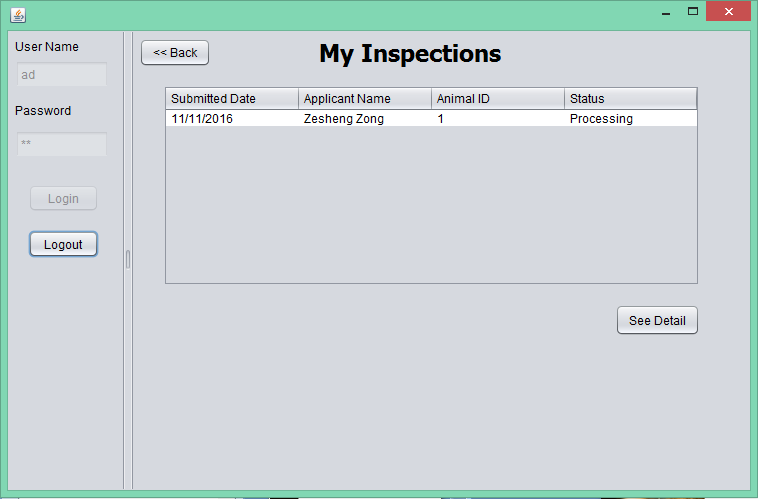 User Name
ad
Password
**
Login
Logout
<< Back
My Inspections
Submitted Date Applicant Name Animal ID Status
11/11/2016 Zesheng Zong 1 Processing
See Detail